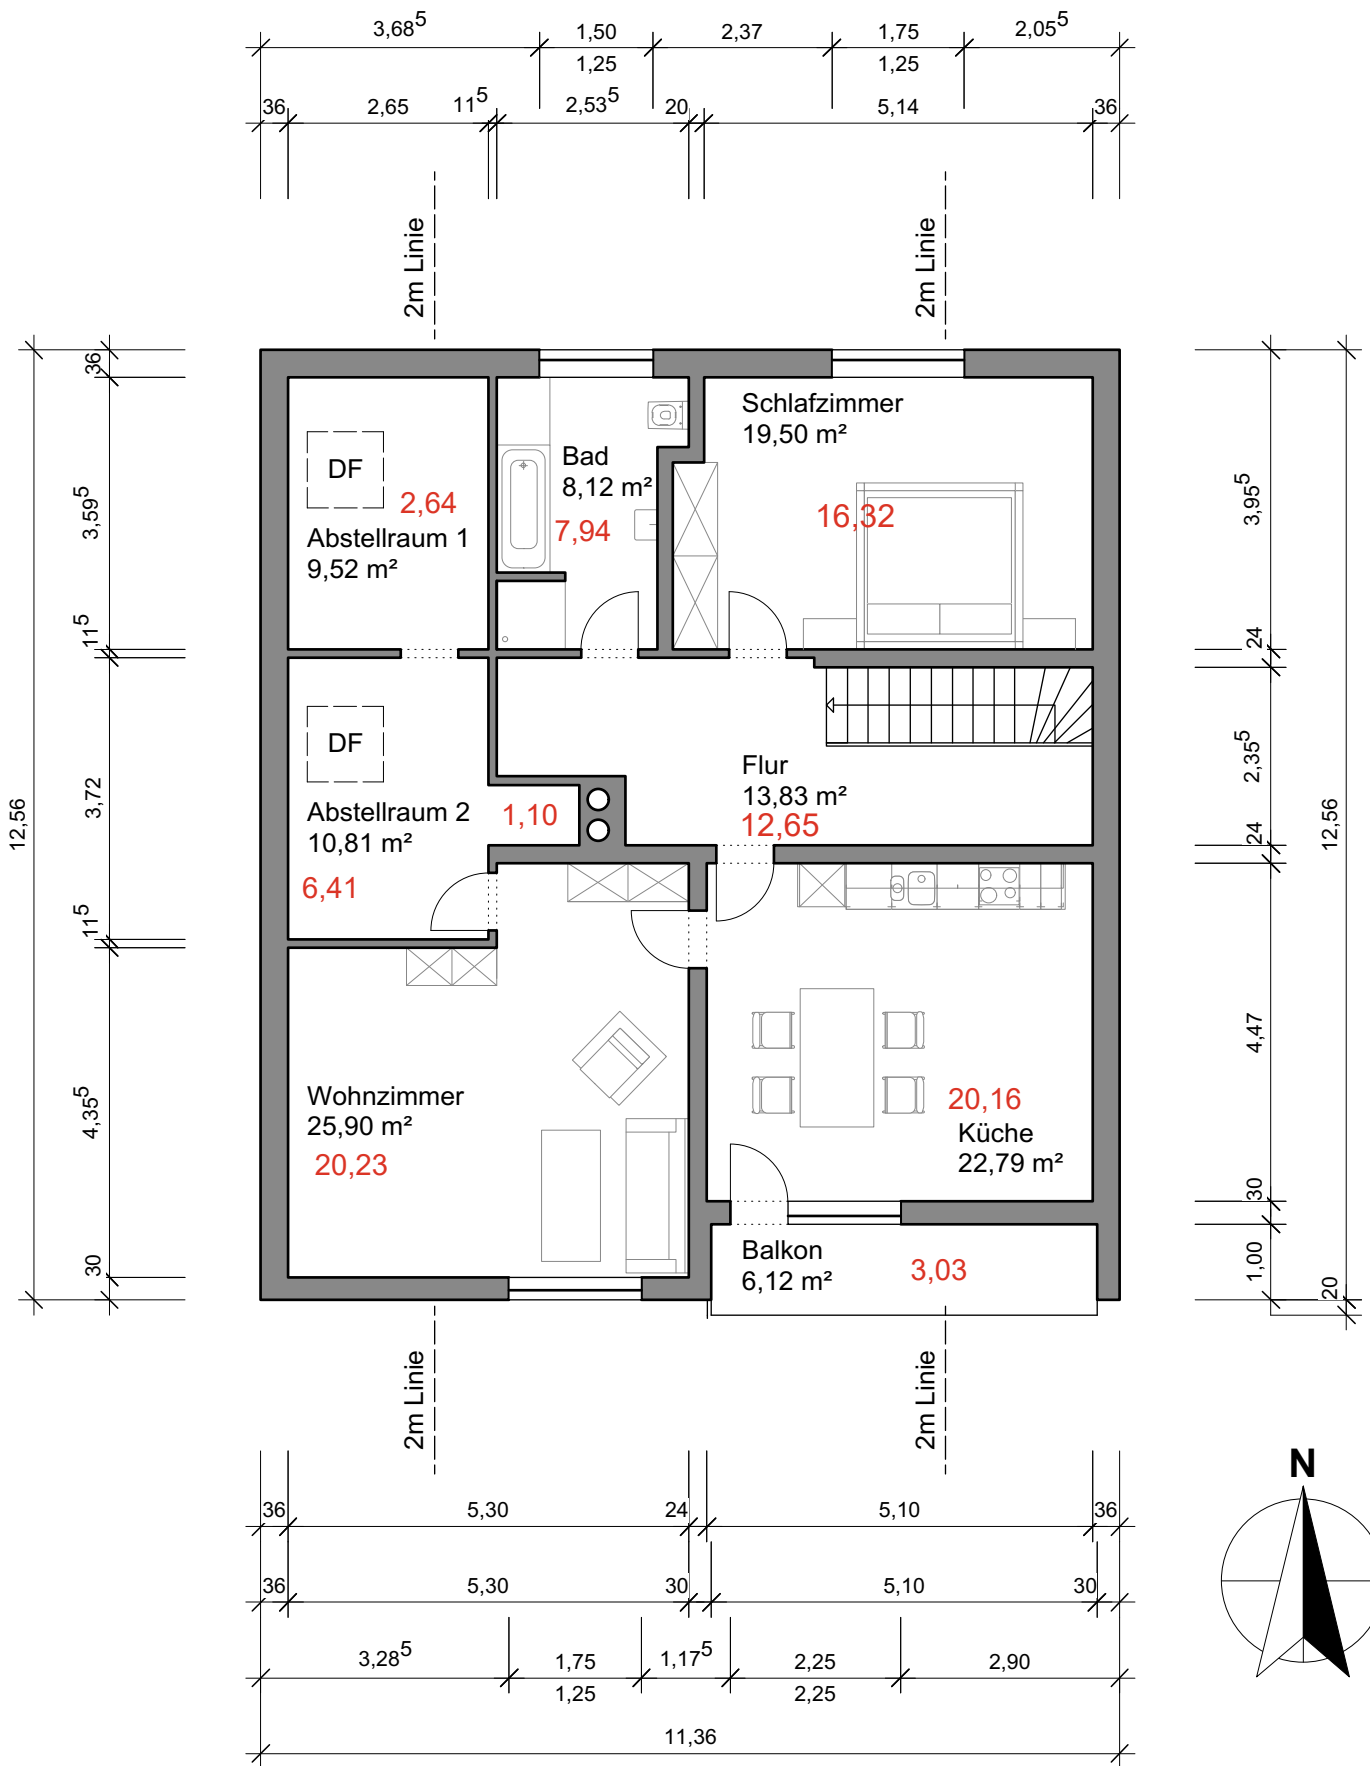 3,68⁵ 1,50 2,37 1,75 2,05⁵
1,25 1,25
36 2,65 11⁵ 2,53⁵ 20 5,14 36
2m Linie 2m Linie
36
3,59⁵
11⁵
3,72
11⁵
4,35⁵
30
12,56
DF
2,64
Abstellraum 1
9,52 m²
Bad
8,12 m²
7,94
Schlafzimmer
19,50 m²
16,32
DF
Abstellraum 2
10,81 m²
6,41
1,10
Flur
13,83 m²
12,65
Wohnzimmer
25,90 m²
20,23
20,16
Küche
22,79 m²
Balkon
6,12 m²
3,03
3,95⁵
24
2,35⁵
24
4,47
30
1,00
20
12,56
2m Linie 2m Linie
N
36 5,30 24 5,10 36
36 5,30 30 5,10 30
3,28⁵ 1,75 1,17⁵ 2,25 2,90
1,25 2,25
11,36